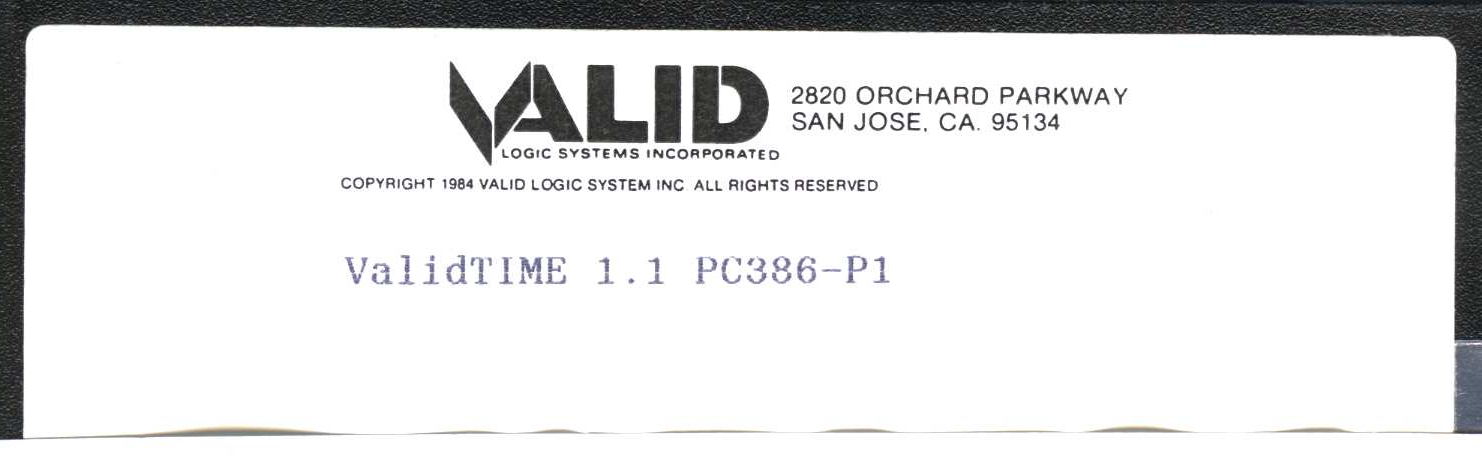 VALID
2820 ORCHARD PARKWAY
SAN JOSE, CA. 95134
LOGIC SYSTEMS INCORPORATED
COPYRIGHT 1984 VALID LOGIC SYSTEM INC ALL RIGHTS RESERVED
ValidTIME 1.1 PC386-P1